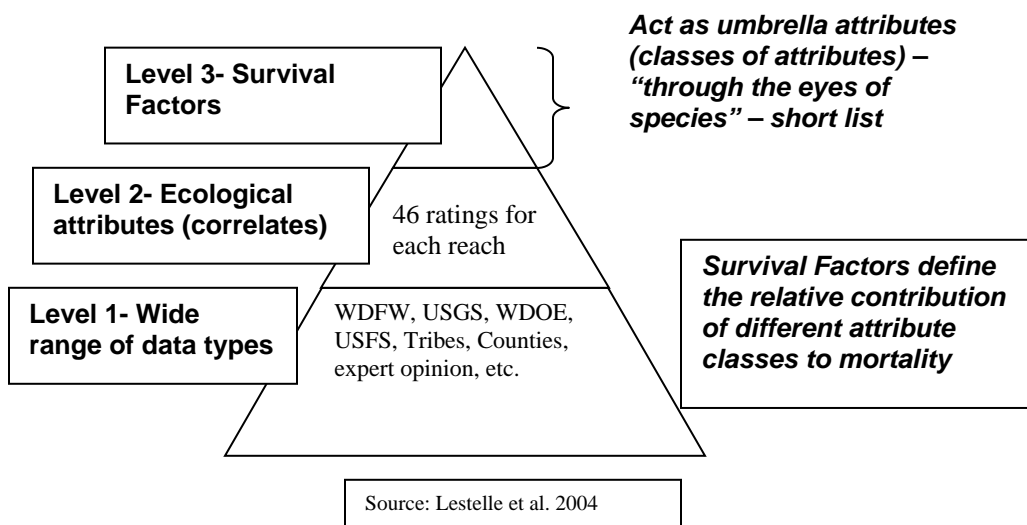 Level 3- Survival
Factors
Act as umbrella attributes
(classes of attributes) –
“through the eyes of
species” – short list
Level 2- Ecological
attributes (correlates)
46 ratings for
each reach
Level 1- Wide
range of data types
WDFW, USGS, WDOE,
USFS, Tribes, Counties,
expert opinion, etc.
Survival Factors define
the relative contribution
of different attribute
classes to mortality
Source: Lestelle et al. 2004